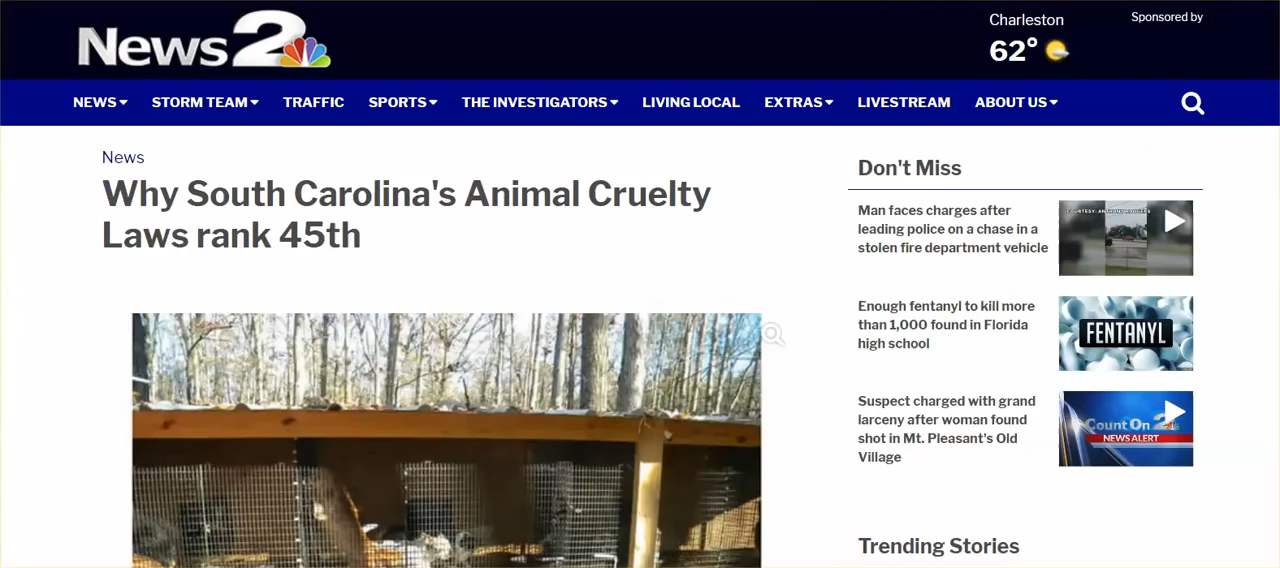 News 2
Charleston
62°
Sponsored by
NEWS
STORM TEAM
TRAFFIC
SPORTS
THE INVESTIGATORS
LIVING LOCAL
EXTRAS
LIVESTREAM
ABOUT US
News
Why South Carolina's Animal Cruelty
Laws rank 45th
Don't Miss
Man faces charges after
leading police on a chase in a
stolen fire department vehicle
Enough fentanyl to kill more
than 1,000 found in Florida
high school
FENTANYL
Suspect charged with grand
larceny after woman found
shot in Mt. Pleasant's Old
Village
Count On 2
NEWS ALERT
Trending Stories